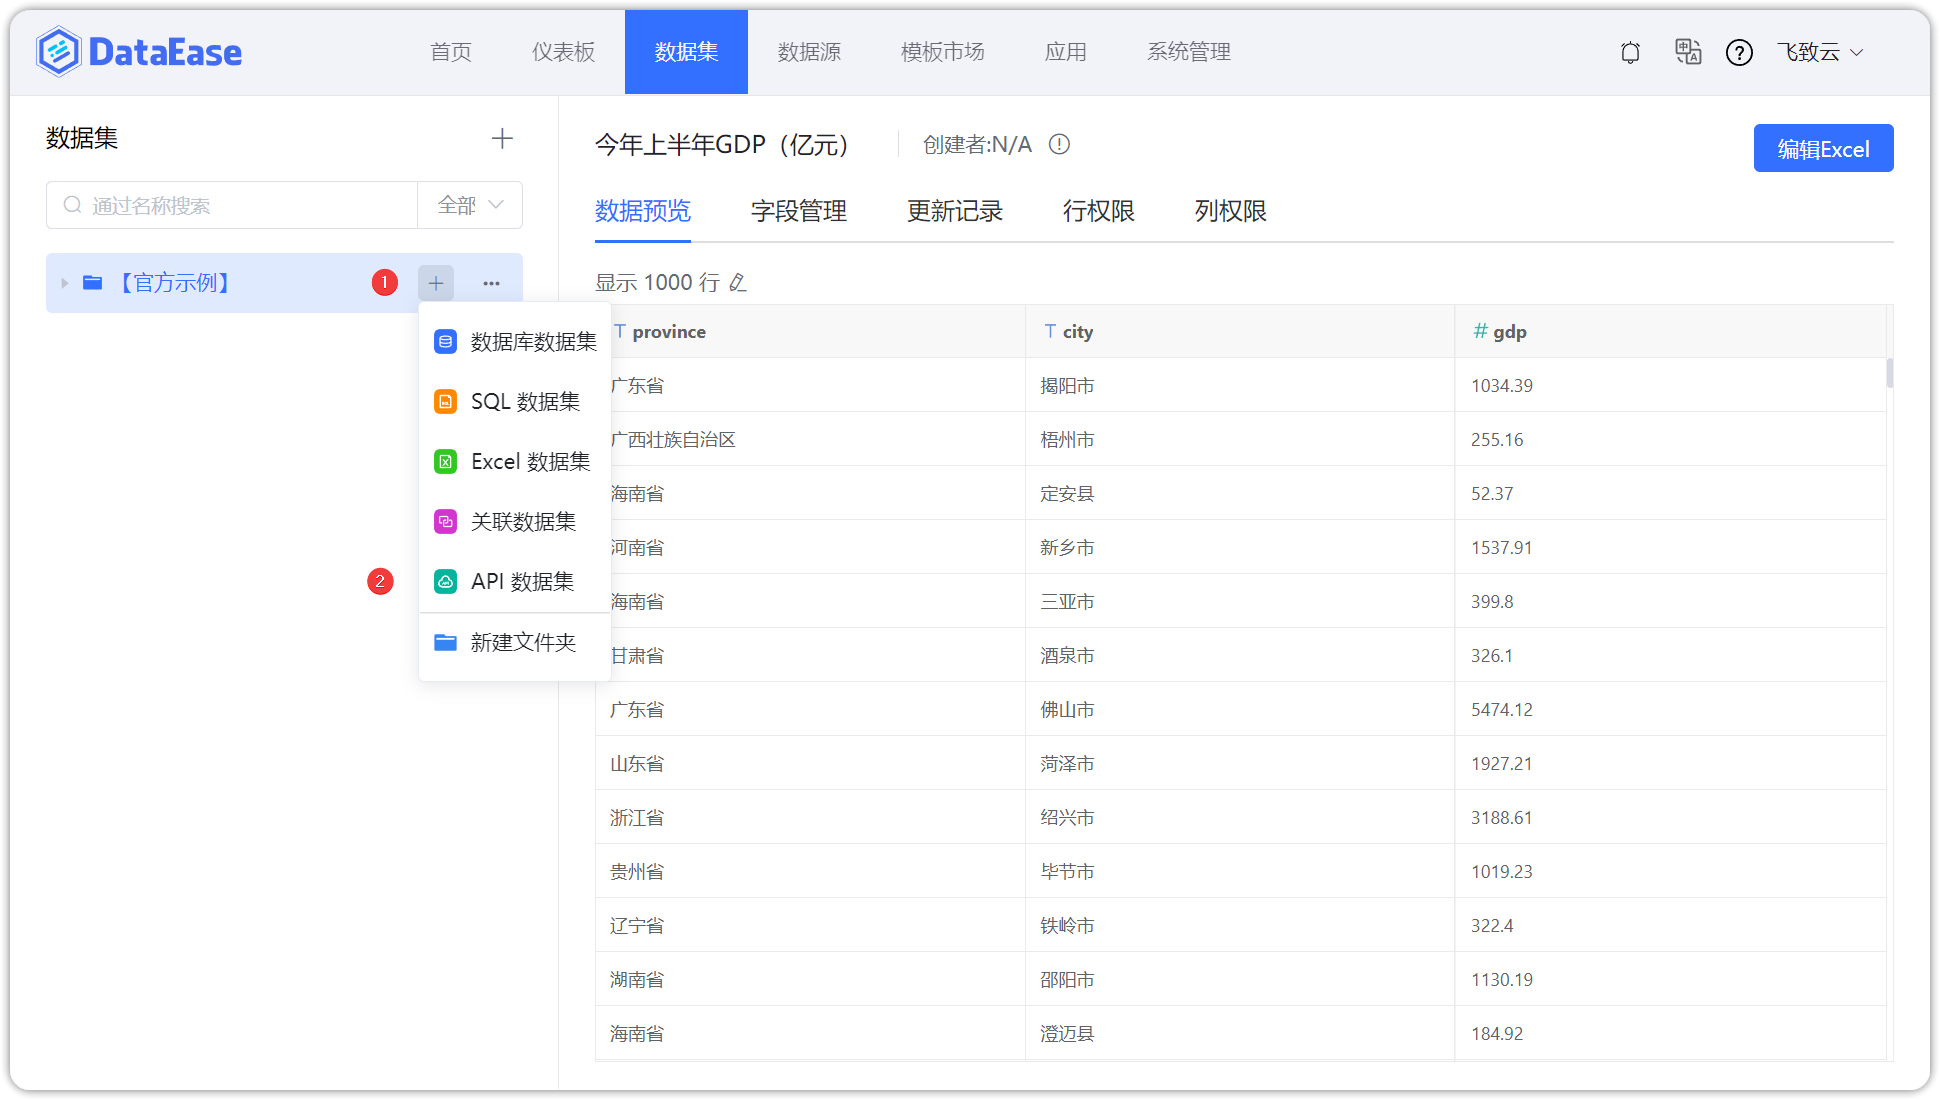 DataEase
首页
仪表板
数据集
数据源
模板市场
应用
系统管理
飞致云
数据集
通过名称搜索
全部
【官方示例】
1
数据库数据集
SQL 数据集
Excel 数据集
关联数据集
2
API 数据集
新建文件夹
今年上半年GDP（亿元）
创建者:N/A
编辑Excel
数据预览
字段管理
更新记录
行权限
列权限
显示 1000 行
T province
T city
# gdp
广东省 揭阳市 1034.39
广西壮族自治区 梧州市 255.16
海南省 定安县 52.37
河南省 新乡市 1537.91
海南省 三亚市 399.8
甘肃省 酒泉市 326.1
广东省 佛山市 5474.12
山东省 菏泽市 1927.21
浙江省 绍兴市 3188.61
贵州省 毕节市 1019.23
辽宁省 铁岭市 322.4
湖南省 邵阳市 1130.19
海南省 澄迈县 184.92